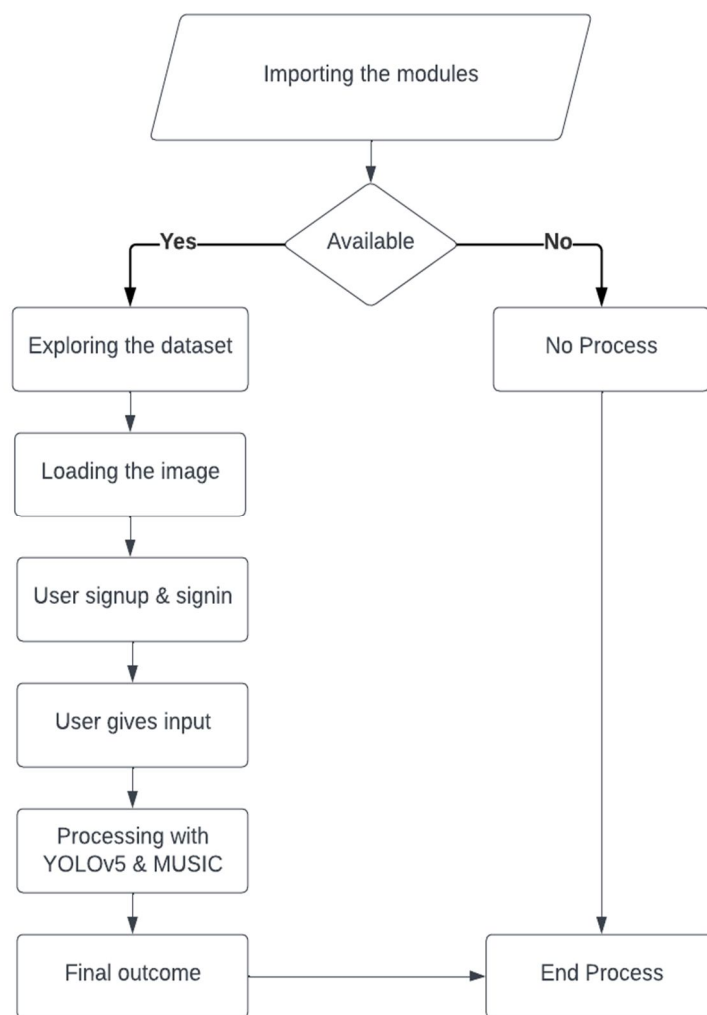 Importing the modules
Available
Yes
No
Exploring the dataset
No Process
Loading the image
User signup & signin
User gives input
Processing with
YOLOv5 & MUSIC
Final outcome
End Process